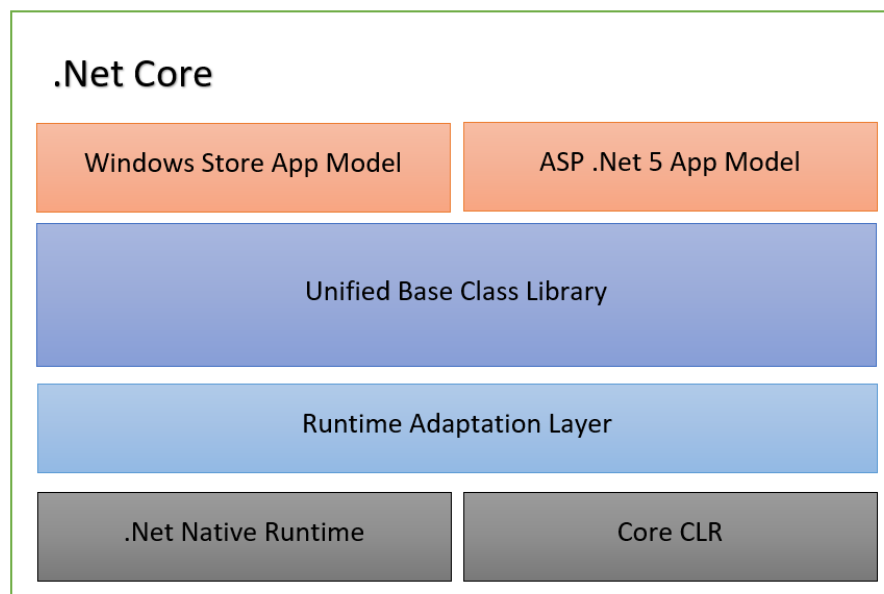 .Net Core
Windows Store App Model
ASP .Net 5 App Model
Unified Base Class Library
Runtime Adaptation Layer
.Net Native Runtime
Core CLR